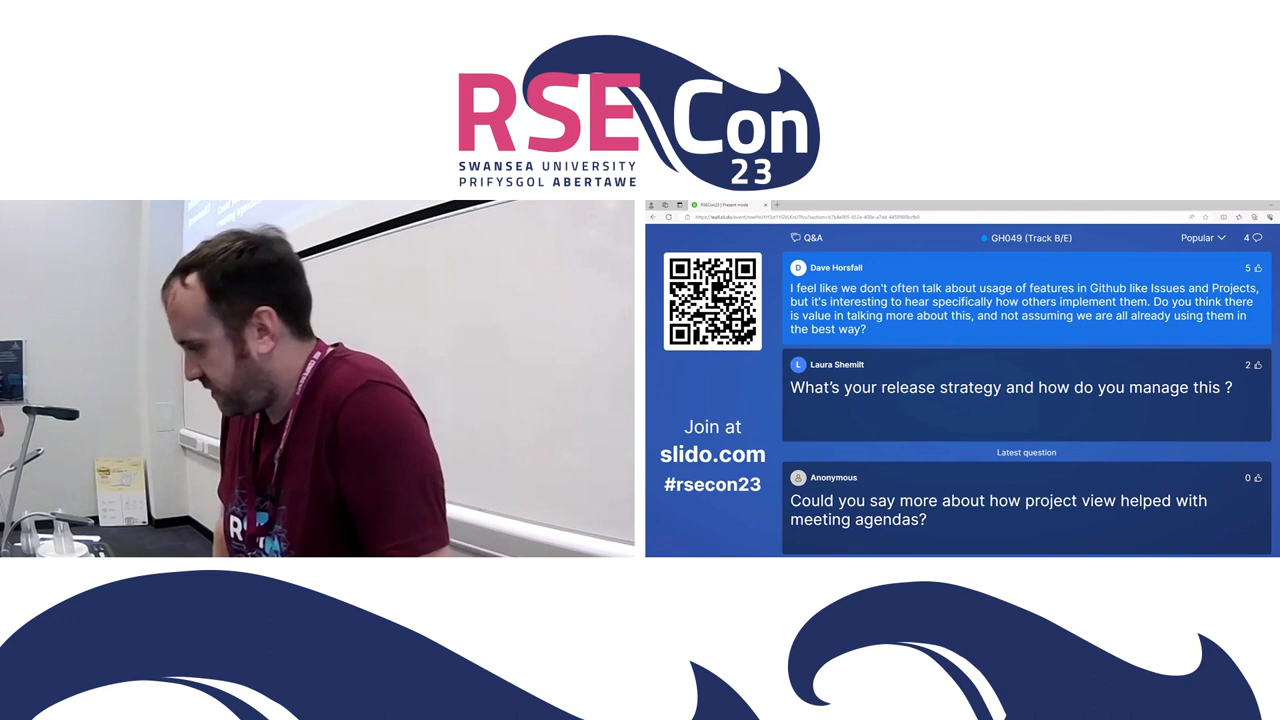 RSE Con
SWANSEA UNIVERSITY
PRIFYSGOL ABERTAWE
23
RSECon23 | Present mode
Q&A
GH049 (Track B/E)
Popular
4
D
Dave Horsfall
5
I feel like we don't often talk about usage of features in Github like Issues and Projects,
but it's interesting to hear specifically how others implement them. Do you think there
is value in talking more about this, and not assuming we are all already using them in
the best way?
L
Laura Shemilt
2
What's your release strategy and how do you manage this ?
Join at
slido.com
#rsecon23
Latest question
Anonymous
0
Could you say more about how project view helped with
meeting agendas?